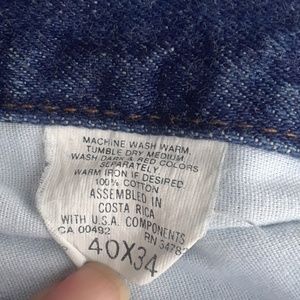 MACHINE WASH WARM,
TUMBLE DRY MEDIUM
WASH DARK & RED COLORS
SEPARATELY
WARM IRON IF DESIRED
100% COTTON
ASSEMBLED IN
COSTA RICA
WITH U.S.A. COMPONENTS
CA 00492 RN
40X34